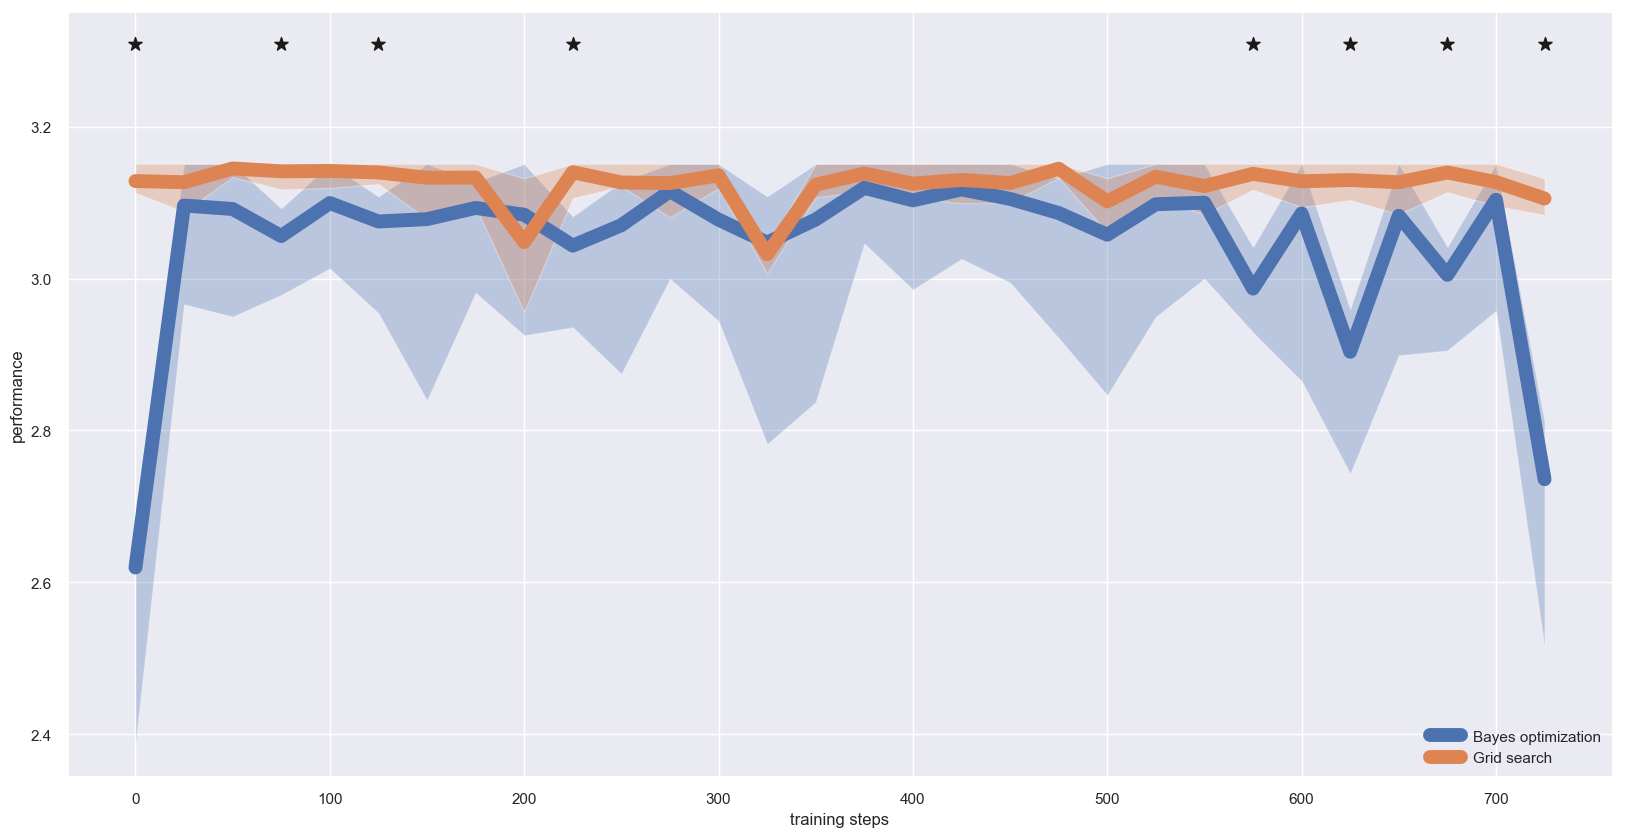 3.2
3.0
2.8
2.6
2.4
performance
0 100 200 300 400 500 600 700
training steps
Bayes optimization
Grid search